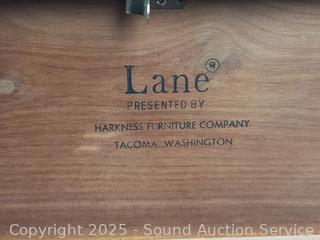 Lane®
PRESENTED BY
HARKNESS FURNITURE COMPANY
TACOMA, WASHINGTON
Copyright © 2025 - Sound Auction Service